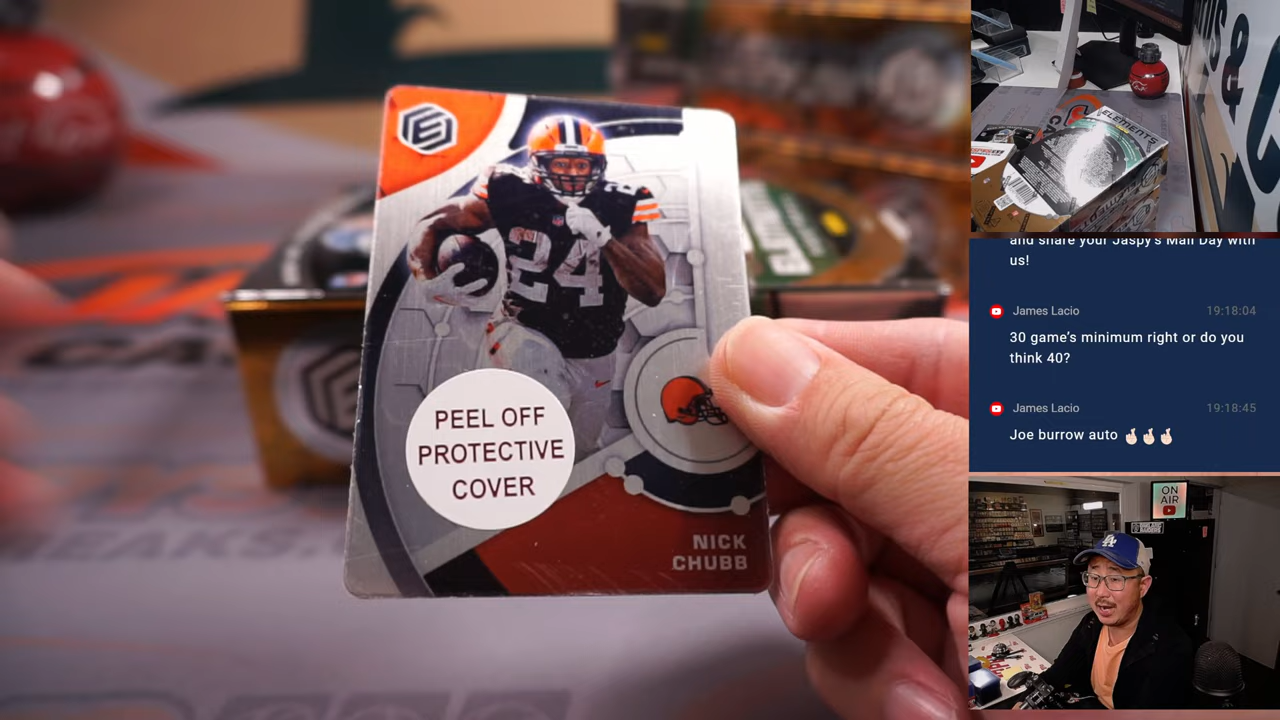 24
PEEL OFF
PROTECTIVE
COVER
NICK
CHUBB
ELEMENTS
and share your Jaspy's Mail Day with
us!
James Lacio 19:18:04
30 game's minimum right or do you
think 40?
James Lacio 19:18:45
Joe burrow auto 🤞🏻🤞🏻🤞🏻
ON
AIR